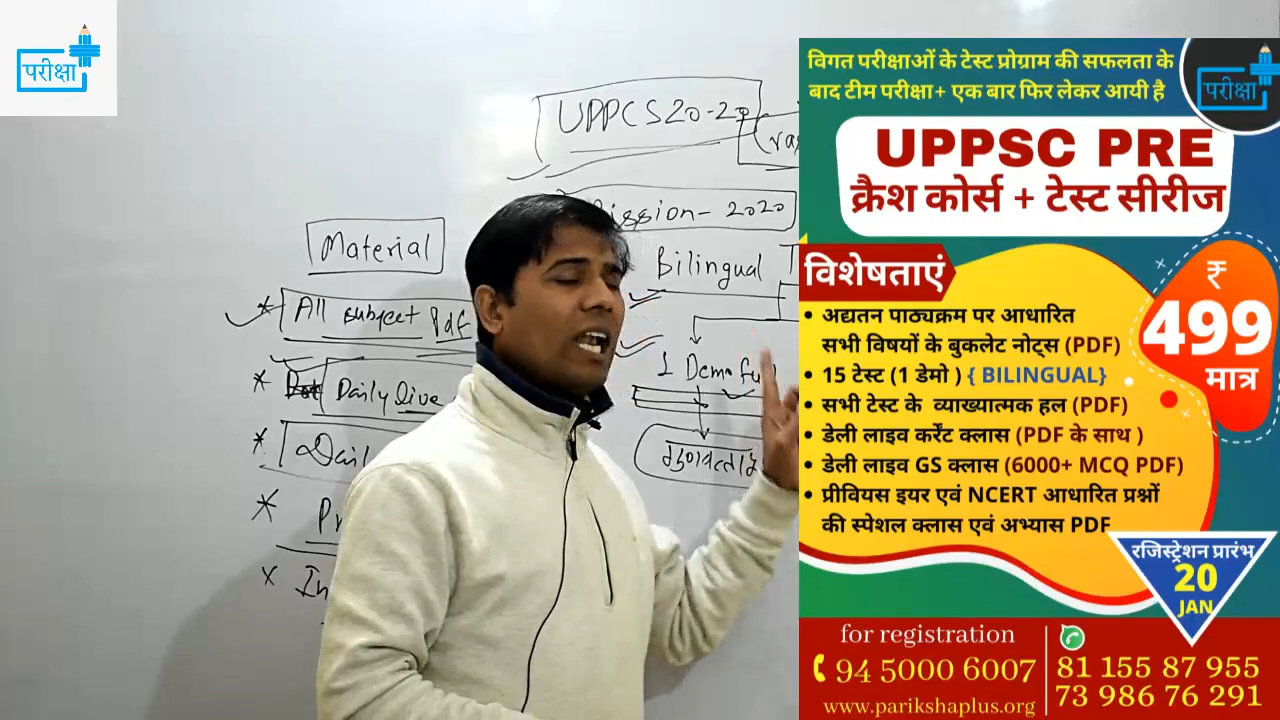 परीक्षा
UPPCS 20-20
Mission- 2020
Material
Bilingual
* All subject Pdf
* Daily live
1 Demo
*
गुणवत्ता
*
*
विगत परीक्षाओं के टेस्ट प्रोग्राम की सफलता के
बाद टीम परीक्षा+ एक बार फिर लेकर आयी है
परीक्षा
UPPSC PRE
क्रैश कोर्स + टेस्ट सीरीज
विशेषताएं
₹
499
मात्र
• अद्यतन पाठ्यक्रम पर आधारित
सभी विषयों के बुकलेट नोट्स (PDF)
• 15 टेस्ट (1 डेमो ) { BILINGUAL}
• सभी टेस्ट के व्याख्यात्मक हल (PDF)
• डेली लाइव करेंट क्लास (PDF के साथ )
• डेली लाइव GS क्लास (6000+ MCQ PDF)
• प्रीवियस इयर एवं NCERT आधारित प्रश्नों
की स्पेशल क्लास एवं अभ्यास PDF
रजिस्ट्रेशन प्रारंभ
20
JAN
for registration
94 5000 6007
www.parikshaplus.org
81 155 87 955
73 986 76 291